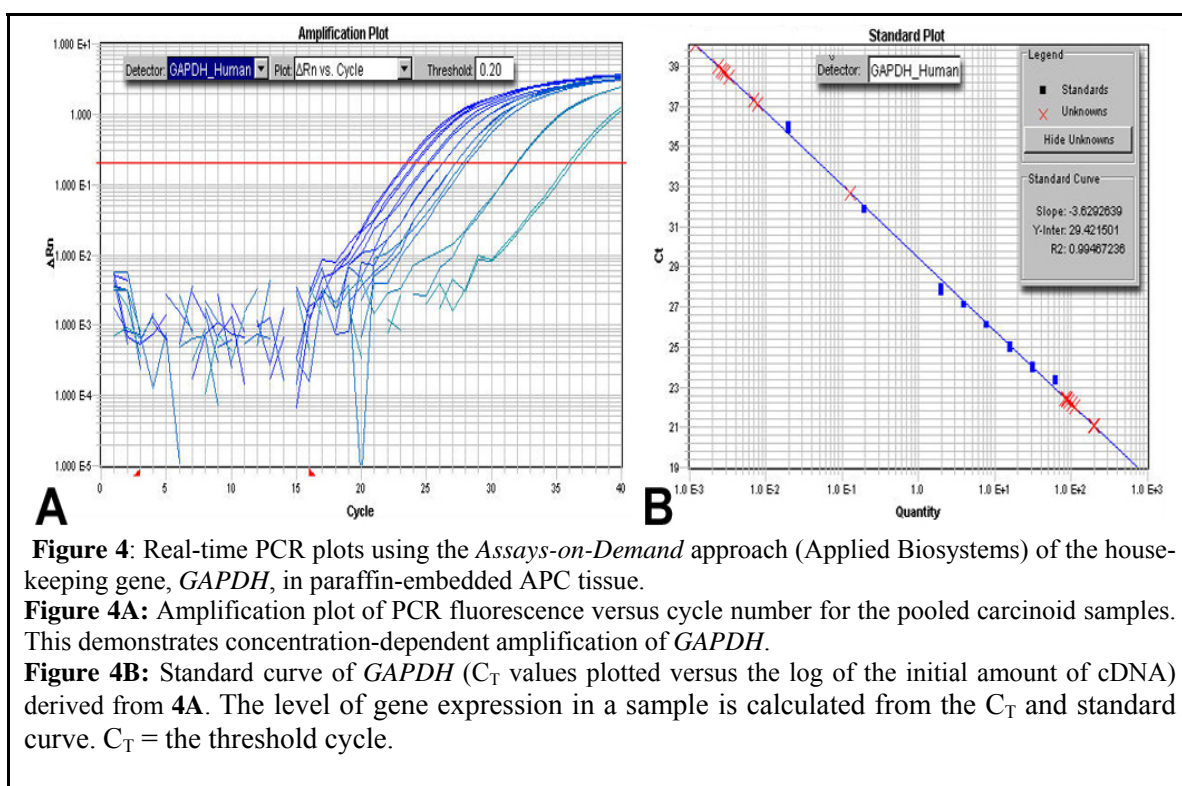 Amplification Plot
1.000 E+1
Detector: GAPDH_Human Plot: ΔRn vs. Cycle Threshold: 0.20
1.000
1.000 E-1
1.000 E-2
1.000 E-3
1.000 E-4
1.000 E-5
ΔRn
0 5 10 15 20 25 30 35 40
Cycle
A
Standard Plot
Detector: GAPDH_Human
Legend
Standards
Unknowns
Hide Unknowns
Standard Curve
Slope: -3.6292639
Y-Inter: 29.421501
R2: 0.99467236
39
37
35
33
31
29
27
25
23
21
19
Ct
1.0 E-3 1.0 E-2 1.0 E-1 1.0 1.0 E+1 1.0 E+2 1.0 E+3
Quantity
B
Figure 4: Real-time PCR plots using the Assays-on-Demand approach (Applied Biosystems) of the house-
keeping gene, GAPDH, in paraffin-embedded APC tissue.
Figure 4A: Amplification plot of PCR fluorescence versus cycle number for the pooled carcinoid samples.
This demonstrates concentration-dependent amplification of GAPDH.
Figure 4B: Standard curve of GAPDH (CT values plotted versus the log of the initial amount of cDNA)
derived from 4A. The level of gene expression in a sample is calculated from the CT and standard
curve. CT = the threshold cycle.